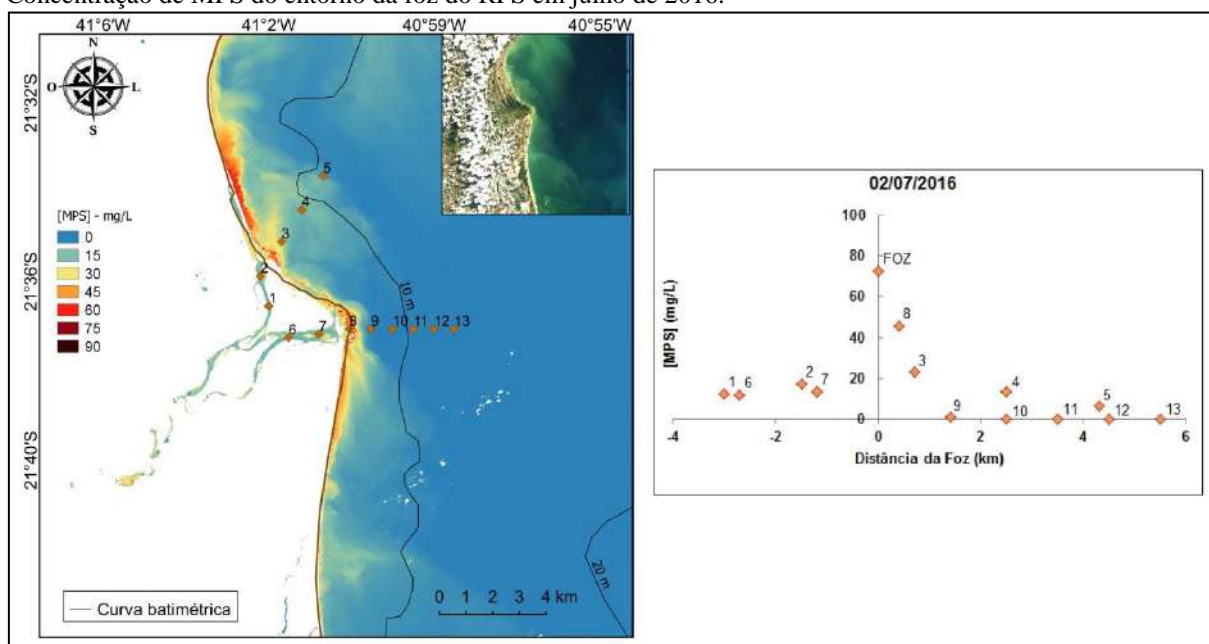 Concentração de MPS do entorno da foz do RPS em julho de 2016.
41°6'W 41°2'W 40°59'W 40°55'W
N
O L
S
21°32'S
21°36'S
21°40'S
5
4
3
2
1
6 7 8 9 10 11 12 13
10 m
20 m
[MPS] - mg/L
0
15
30
45
60
75
90
Curva batimétrica
0 1 2 3 4 km
02/07/2016
[MPS] (mg/L)
100
80
60
40
20
0
FOZ
8
3
1 6
2 7
4
9
10
11
5
12
13
-4 -2 0 2 4 6
Distância da Foz (km)